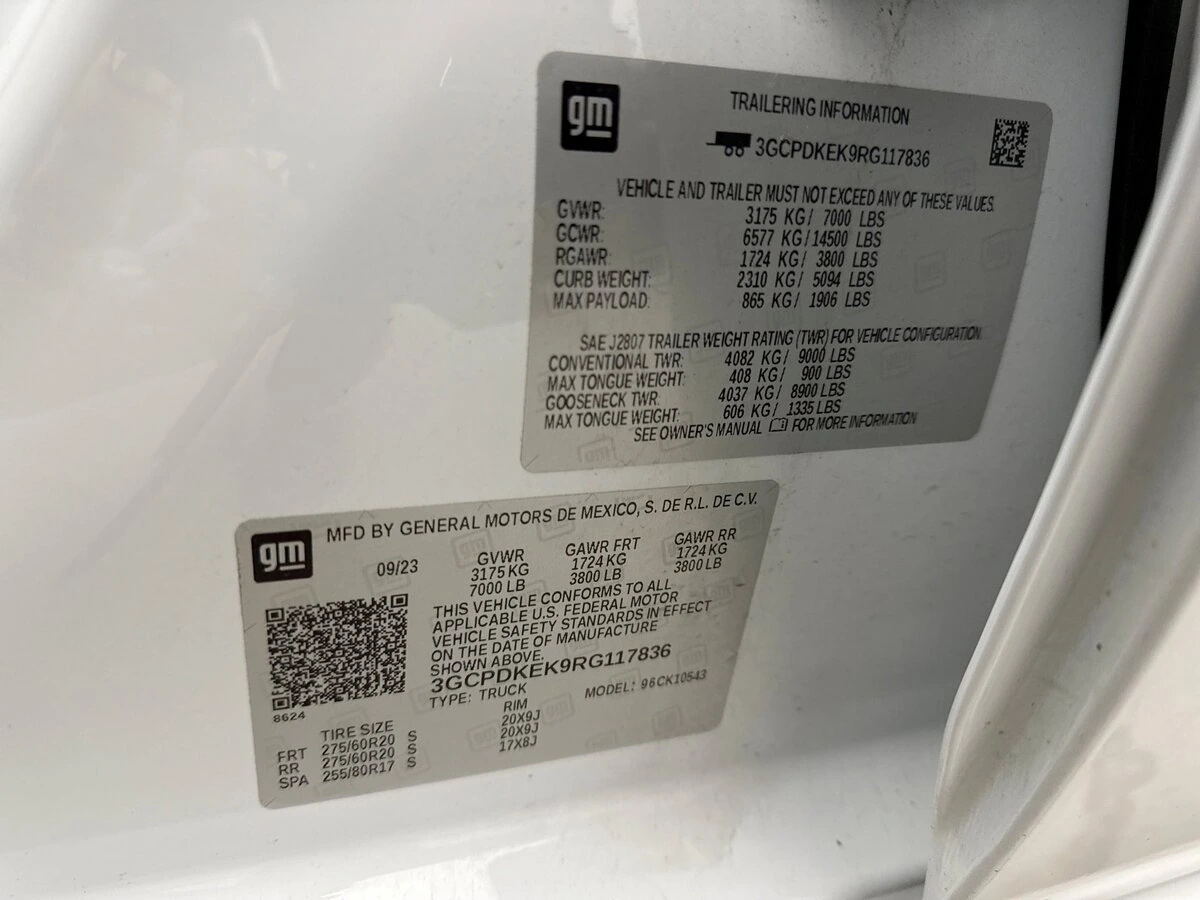 gm
TRAILERING INFORMATION
3GCPDKEK9RG117836
VEHICLE AND TRAILER MUST NOT EXCEED ANY OF THESE VALUES.
GVWR: 3175 KG/ 7000 LBS
GCWR: 6577 KG/14500 LBS
RGAWR: 1724 KG/ 3800 LBS
CURB WEIGHT: 2310 KG/ 5094 LBS
MAX PAYLOAD: 865 KG/ 1906 LBS
SAE J2807 TRAILER WEIGHT RATING (TWR) FOR VEHICLE CONFIGURATION.
CONVENTIONAL TWR: 4082 KG/ 9000 LBS
MAX TONGUE WEIGHT: 408 KG/ 900 LBS
GOOSENECK TWR: 4037 KG/ 8900 LBS
MAX TONGUE WEIGHT: 606 KG/ 1335 LBS
SEE OWNER'S MANUAL FOR MORE INFORMATION
gm
MFD BY GENERAL MOTORS DE MEXICO, S. DE R.L. DE C.V.
09/23 GVWR GAWR FRT GAWR RR
3175 KG 1724 KG 1724 KG
7000 LB 3800 LB 3800 LB
THIS VEHICLE CONFORMS TO ALL
APPLICABLE U.S. FEDERAL MOTOR
VEHICLE SAFETY STANDARDS IN EFFECT
ON THE DATE OF MANUFACTURE
SHOWN ABOVE.
3GCPDKEK9RG117836
TYPE: TRUCK MODEL: 96CK10543
8624
TIRE SIZE RIM
FRT 275/60R20 S 20X9J
RR 275/60R20 S 20X9J
SPA 255/80R17 S 17X8J